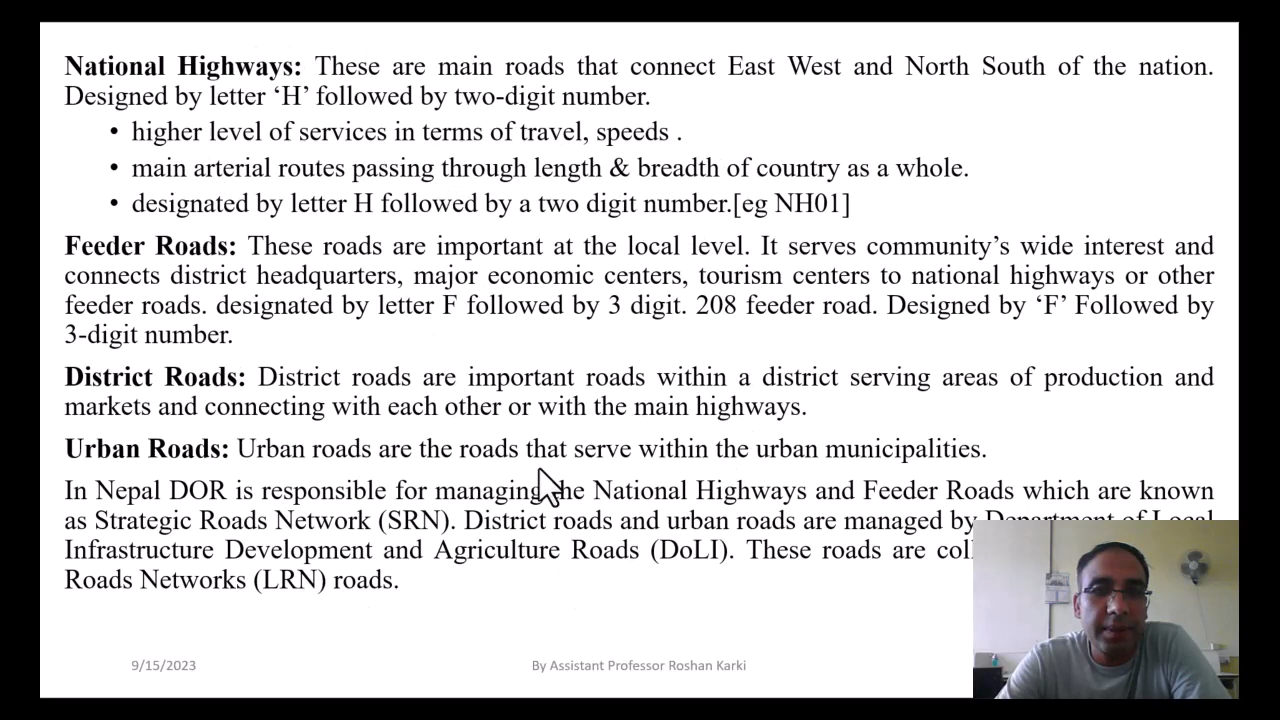 National Highways: These are main roads that connect East West and North South of the nation.
Designed by letter ‘H’ followed by two-digit number.
• higher level of services in terms of travel, speeds .
• main arterial routes passing through length & breadth of country as a whole.
• designated by letter H followed by a two digit number.[eg NH01]
Feeder Roads: These roads are important at the local level. It serves community’s wide interest and
connects district headquarters, major economic centers, tourism centers to national highways or other
feeder roads. designated by letter F followed by 3 digit. 208 feeder road. Designed by ‘F’ Followed by
3-digit number.
District Roads: District roads are important roads within a district serving areas of production and
markets and connecting with each other or with the main highways.
Urban Roads: Urban roads are the roads that serve within the urban municipalities.
In Nepal DOR is responsible for managing the National Highways and Feeder Roads which are known
as Strategic Roads Network (SRN). District roads and urban roads are managed by Department of Local
Infrastructure Development and Agriculture Roads (DoLI). These roads are
Roads Networks (LRN) roads.
9/15/2023
By Assistant Professor Roshan Karki